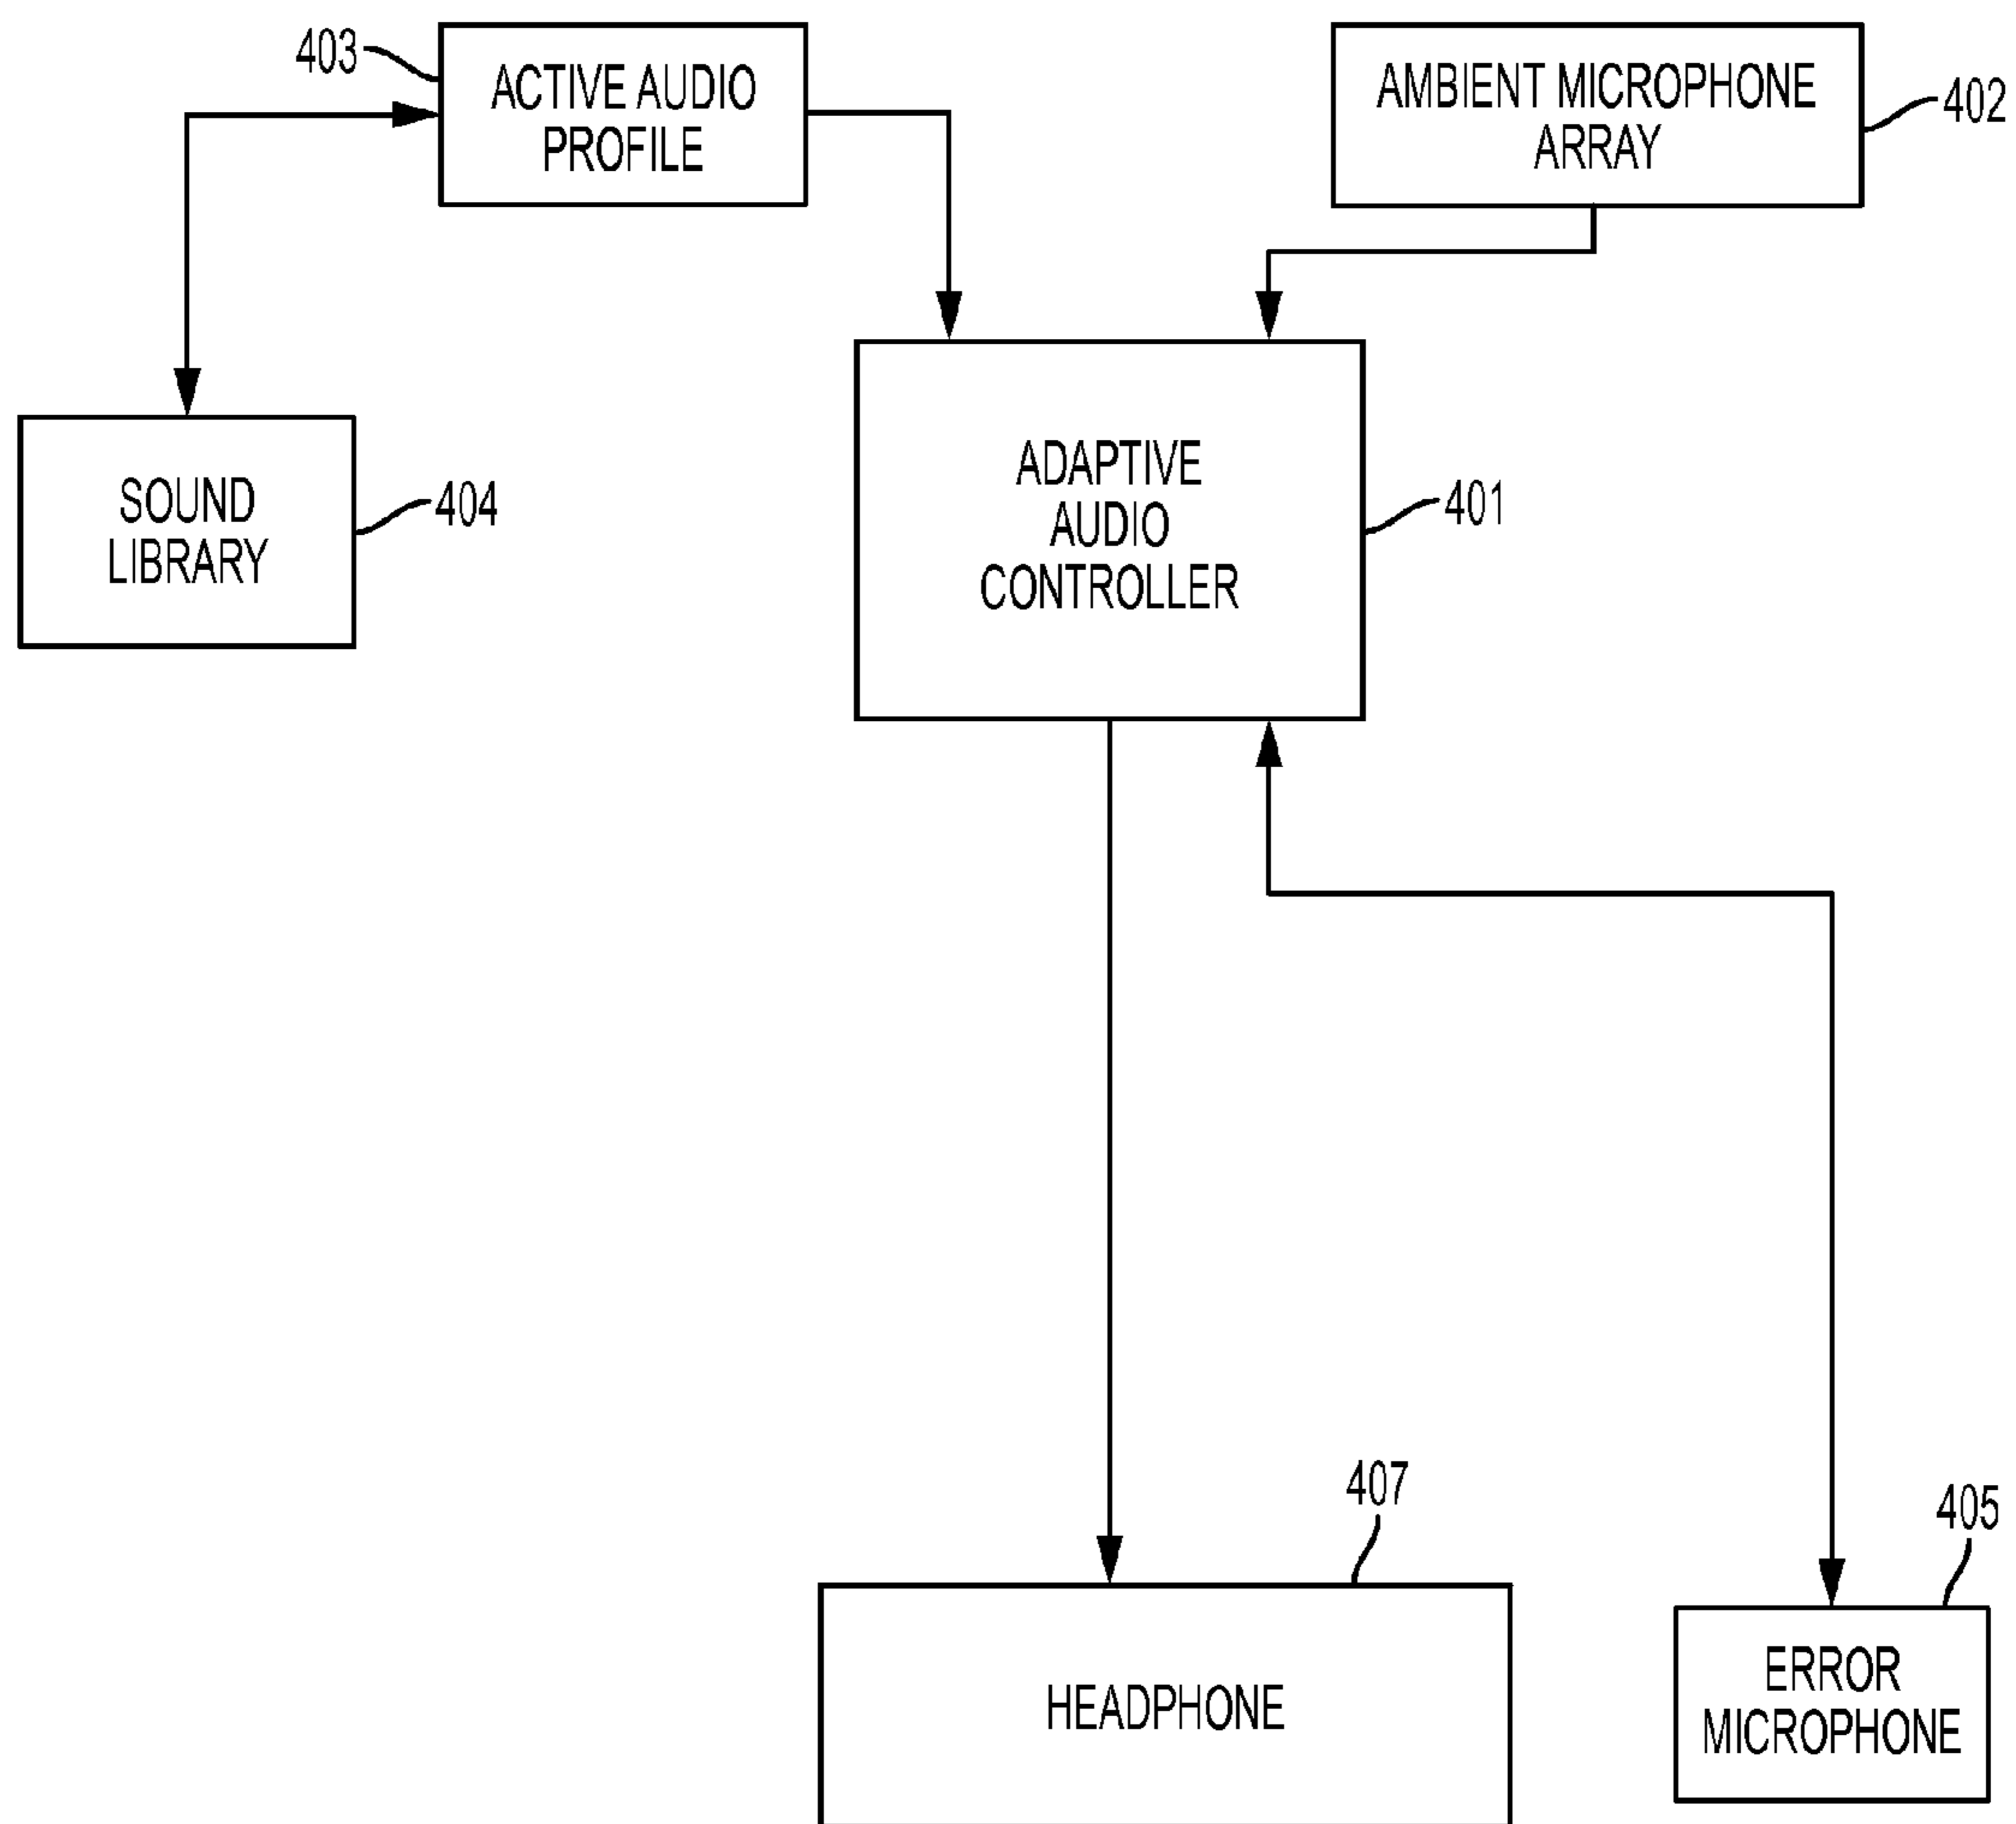 403
ACTIVE AUDIO
PROFILE
AMBIENT MICROPHONE
ARRAY
402
SOUND
LIBRARY
404
ADAPTIVE
AUDIO
CONTROLLER
401
407
HEADPHONE
405
ERROR
MICROPHONE